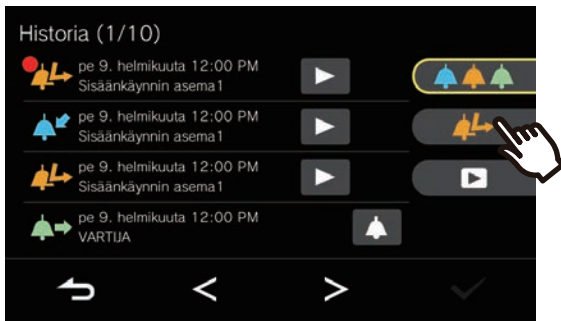 Historia (1/10)
pe 9. helmikuuta 12:00 PM
Sisäänkäynnin asema1
pe 9. helmikuuta 12:00 PM
Sisäänkäynnin asema1
pe 9. helmikuuta 12:00 PM
Sisäänkäynnin asema1
pe 9. helmikuuta 12:00 PM
VARTIJA